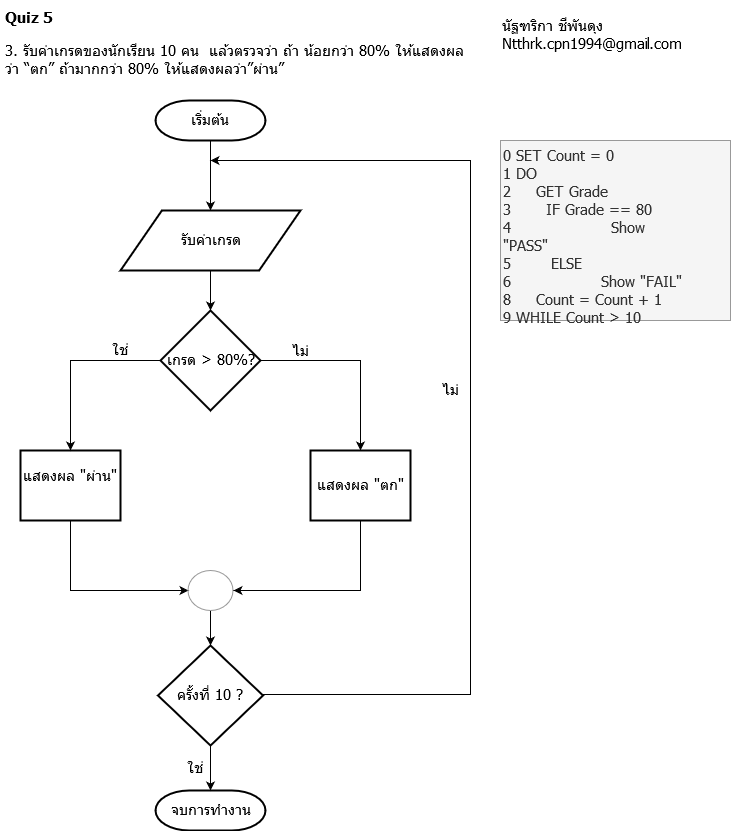 Quiz 5
3. รับค่าเกรดของนักเรียน 10 คน แล้วตรวจว่า ถ้า น้อยกว่า 80% ให้แสดงผล
ว่า “ตก” ถ้ามากกว่า 80% ให้แสดงผลว่า”ผ่าน”
นัฐฑริกา ชีพันดุง
Ntthrk.cpn1994@gmail.com
เริ่มต้น
รับค่าเกรด
เกรด > 80%?
ใช่
ไม่
แสดงผล "ผ่าน"
แสดงผล "ตก"
ไม่
ครั้งที่ 10 ?
ใช่
จบการทำงาน
0 SET Count = 0
1 DO
2 GET Grade
3 IF Grade == 80
4 Show
"PASS"
5 ELSE
6 Show "FAIL"
8 Count = Count + 1
9 WHILE Count > 10